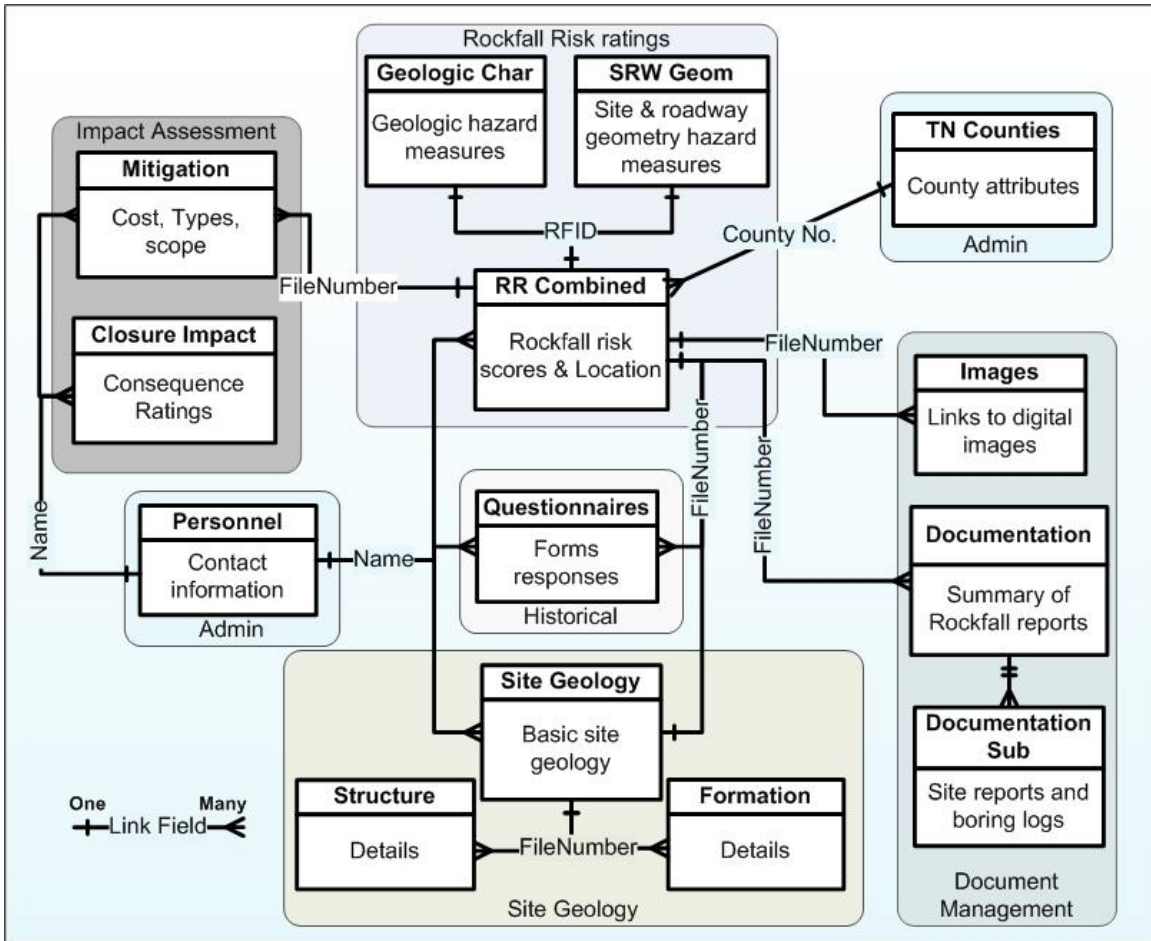 Rockfall Risk ratings
Geologic Char
Geologic hazard
measures
SRW Geom
Site & roadway
geometry hazard
measures
RFID
Impact Assessment
Mitigation
Cost, Types,
scope
FileNumber
Closure Impact
Consequence
Ratings
TN Counties
County attributes
Admin
County No.
RR Combined
Rockfall risk
scores & Location
FileNumber
FileNumber
FileNumber
Images
Links to digital
images
Name
Personnel
Contact
information
Admin
Name
Questionnaires
Forms
responses
Historical
Documentation
Summary of
Rockfall reports
Documentation
Sub
Site reports and
boring logs
Document
Management
Site Geology
Basic site
geology
Structure
Details
FileNumber
Formation
Details
Site Geology
One
Many
Link Field